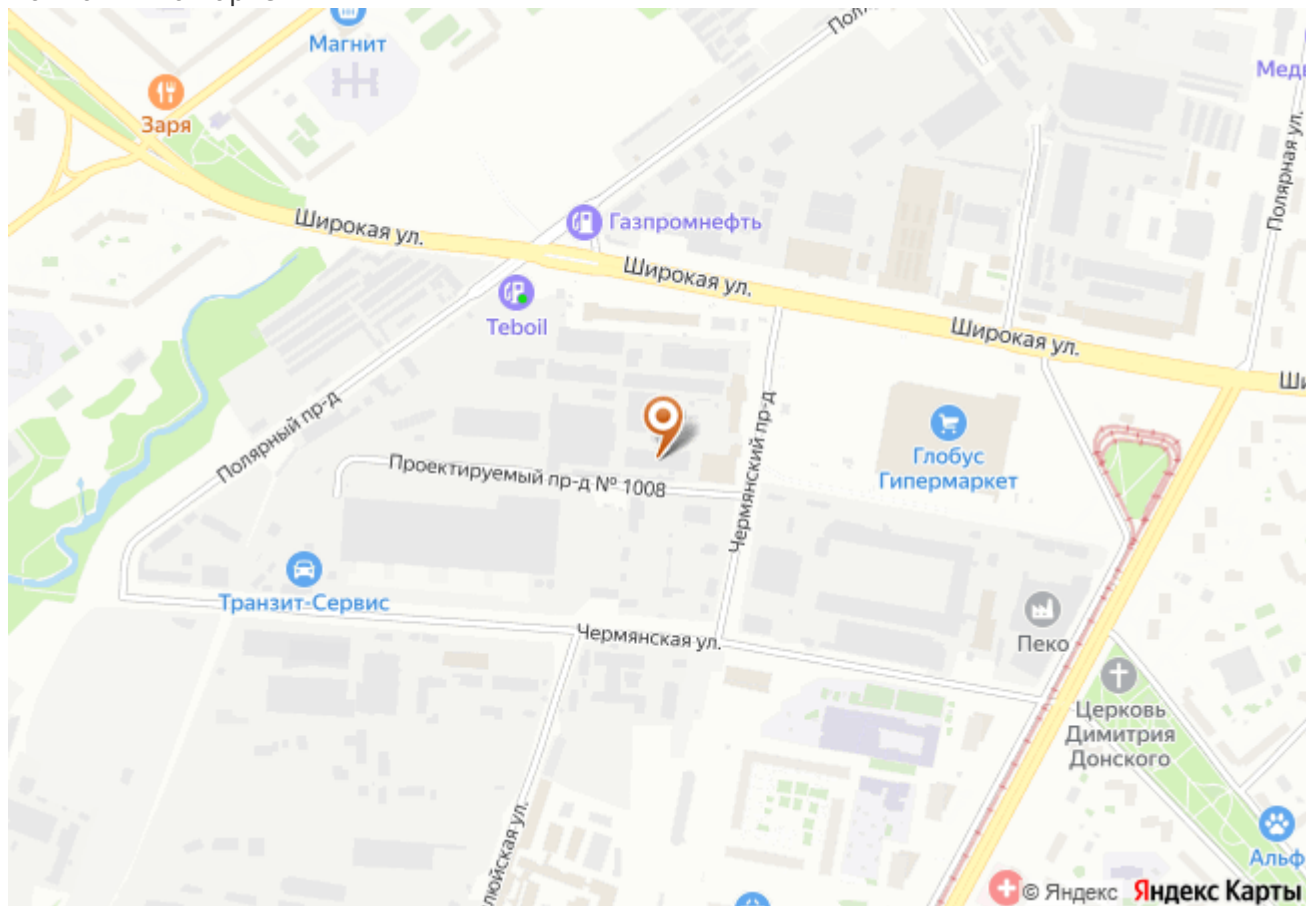 Магнит
Заря
Полярная ул.
Широкая ул.
Газпромнефть
Широкая ул.
Teboil
Широкая ул.
Полярный пр-д
Чермянский пр-д
Глобус
Гипермаркет
Проектируемый пр-д № 1008
Транзит-Сервис
Чермянская ул.
Пеко
Церковь
Димитрия
Донского
© Яндекс Яндекс Карты